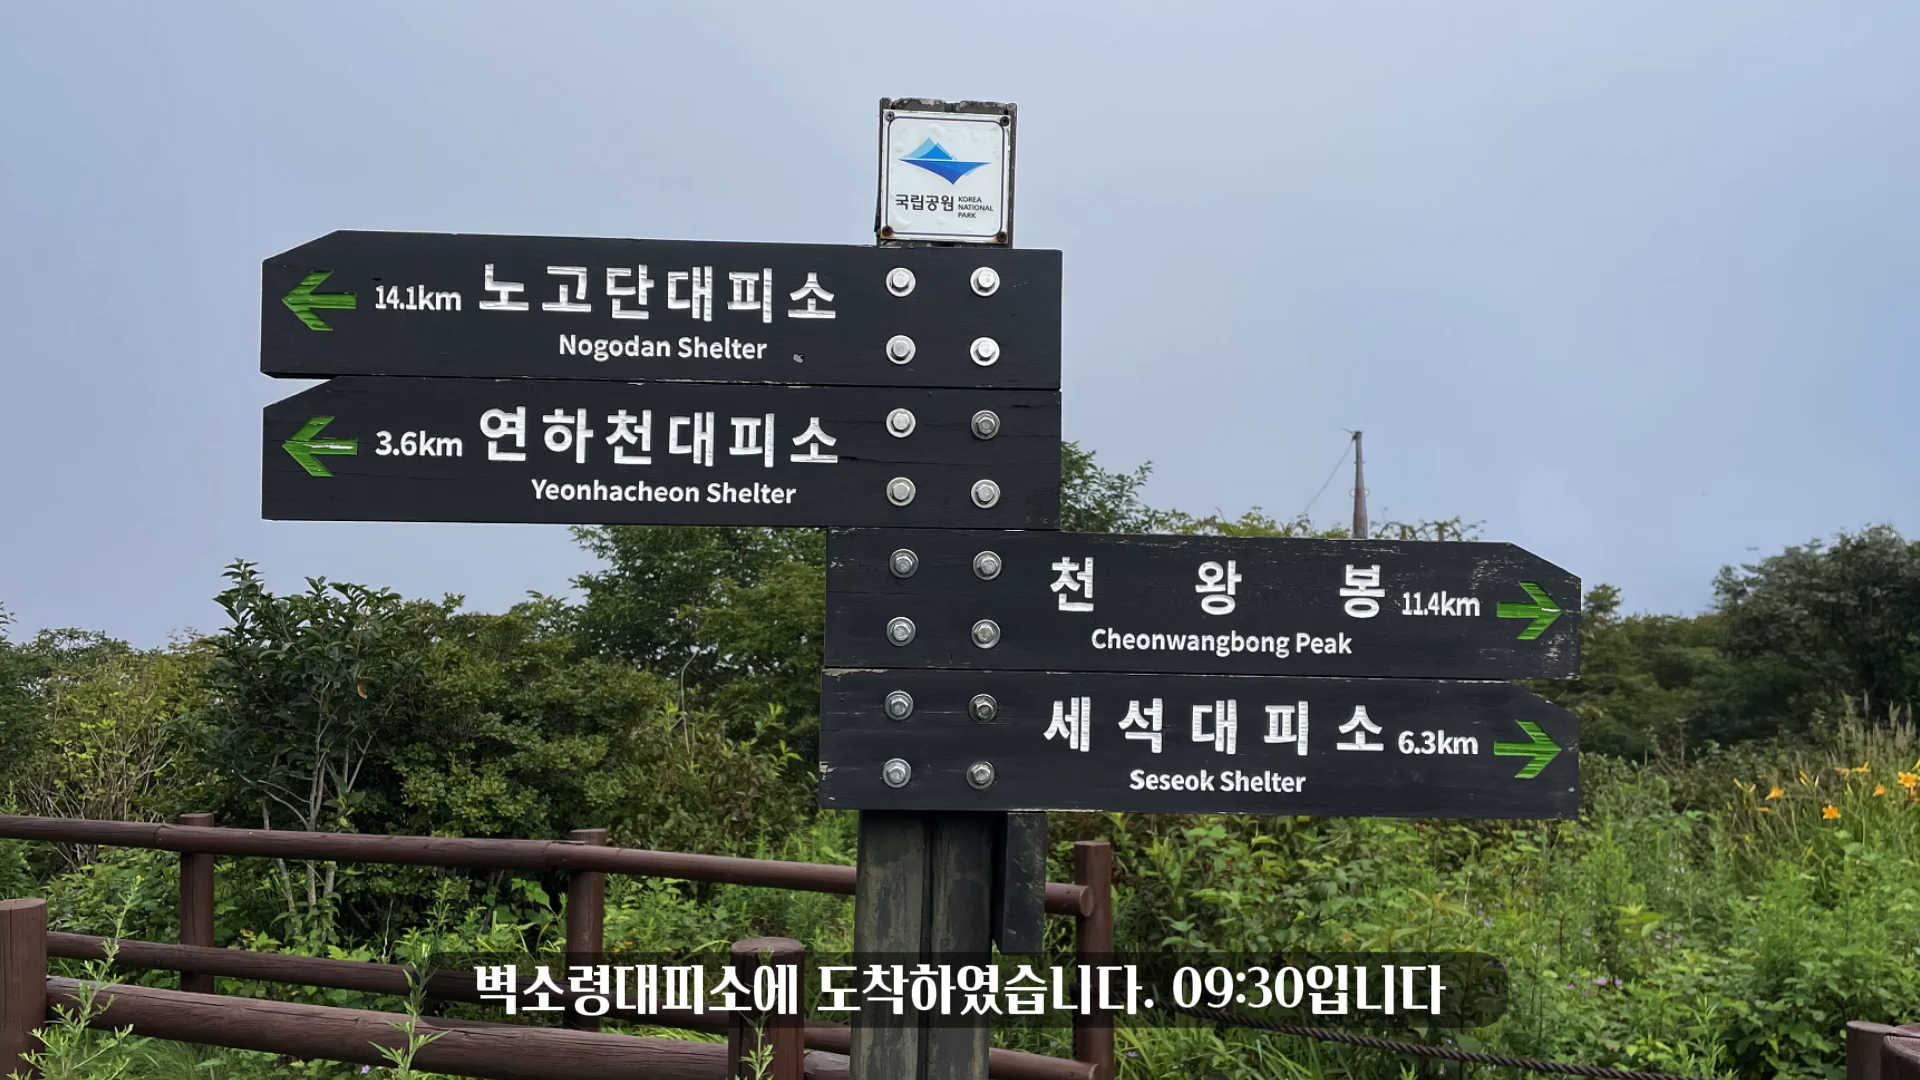 국립공원 KOREA
NATIONAL
PARK
14.1km 노고단대피소
Nogodan Shelter
3.6km 연하천대피소
Yeonhacheon Shelter
천 왕 봉 11.4km
Cheonwangbong Peak
세석대피소 6.3km
Seseok Shelter
벽소령대피소에 도착하였습니다. 09:30입니다